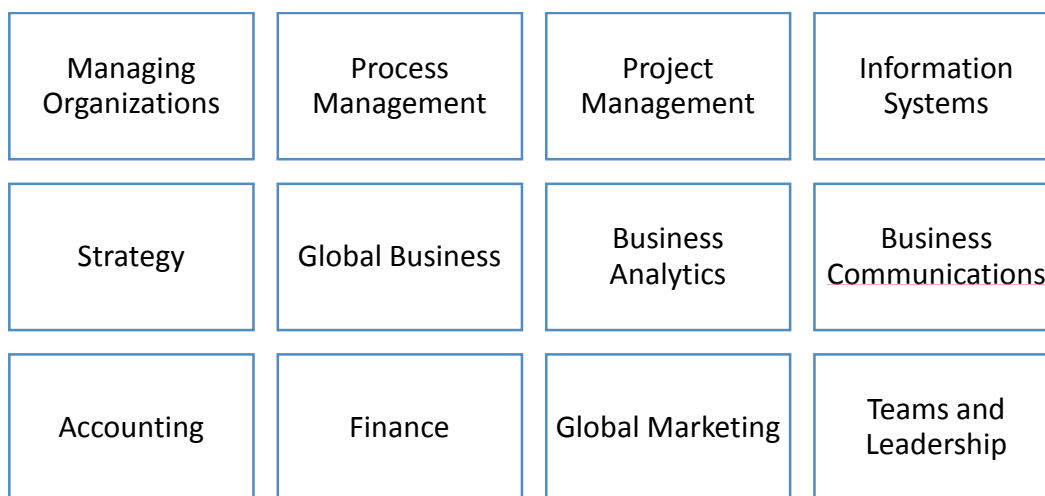 Managing
Organizations
Process
Management
Project
Management
Information
Systems
Strategy
Global Business
Business
Analytics
Business
Communications
Accounting
Finance
Global Marketing
Teams and
Leadership